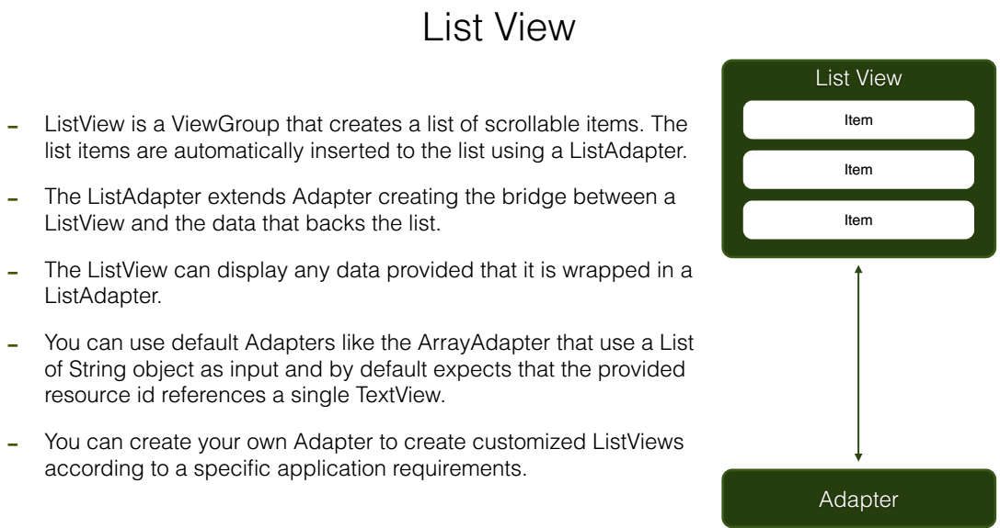 List View
- ListView is a ViewGroup that creates a list of scrollable items. The
list items are automatically inserted to the list using a ListAdapter.
- The ListAdapter extends Adapter creating the bridge between a
ListView and the data that backs the list.
- The ListView can display any data provided that it is wrapped in a
ListAdapter.
- You can use default Adapters like the ArrayAdapter that use a List
of String object as input and by default expects that the provided
resource id references a single TextView.
- You can create your own Adapter to create customized ListViews
according to a specific application requirements.
List View
Item
Item
Item
Adapter